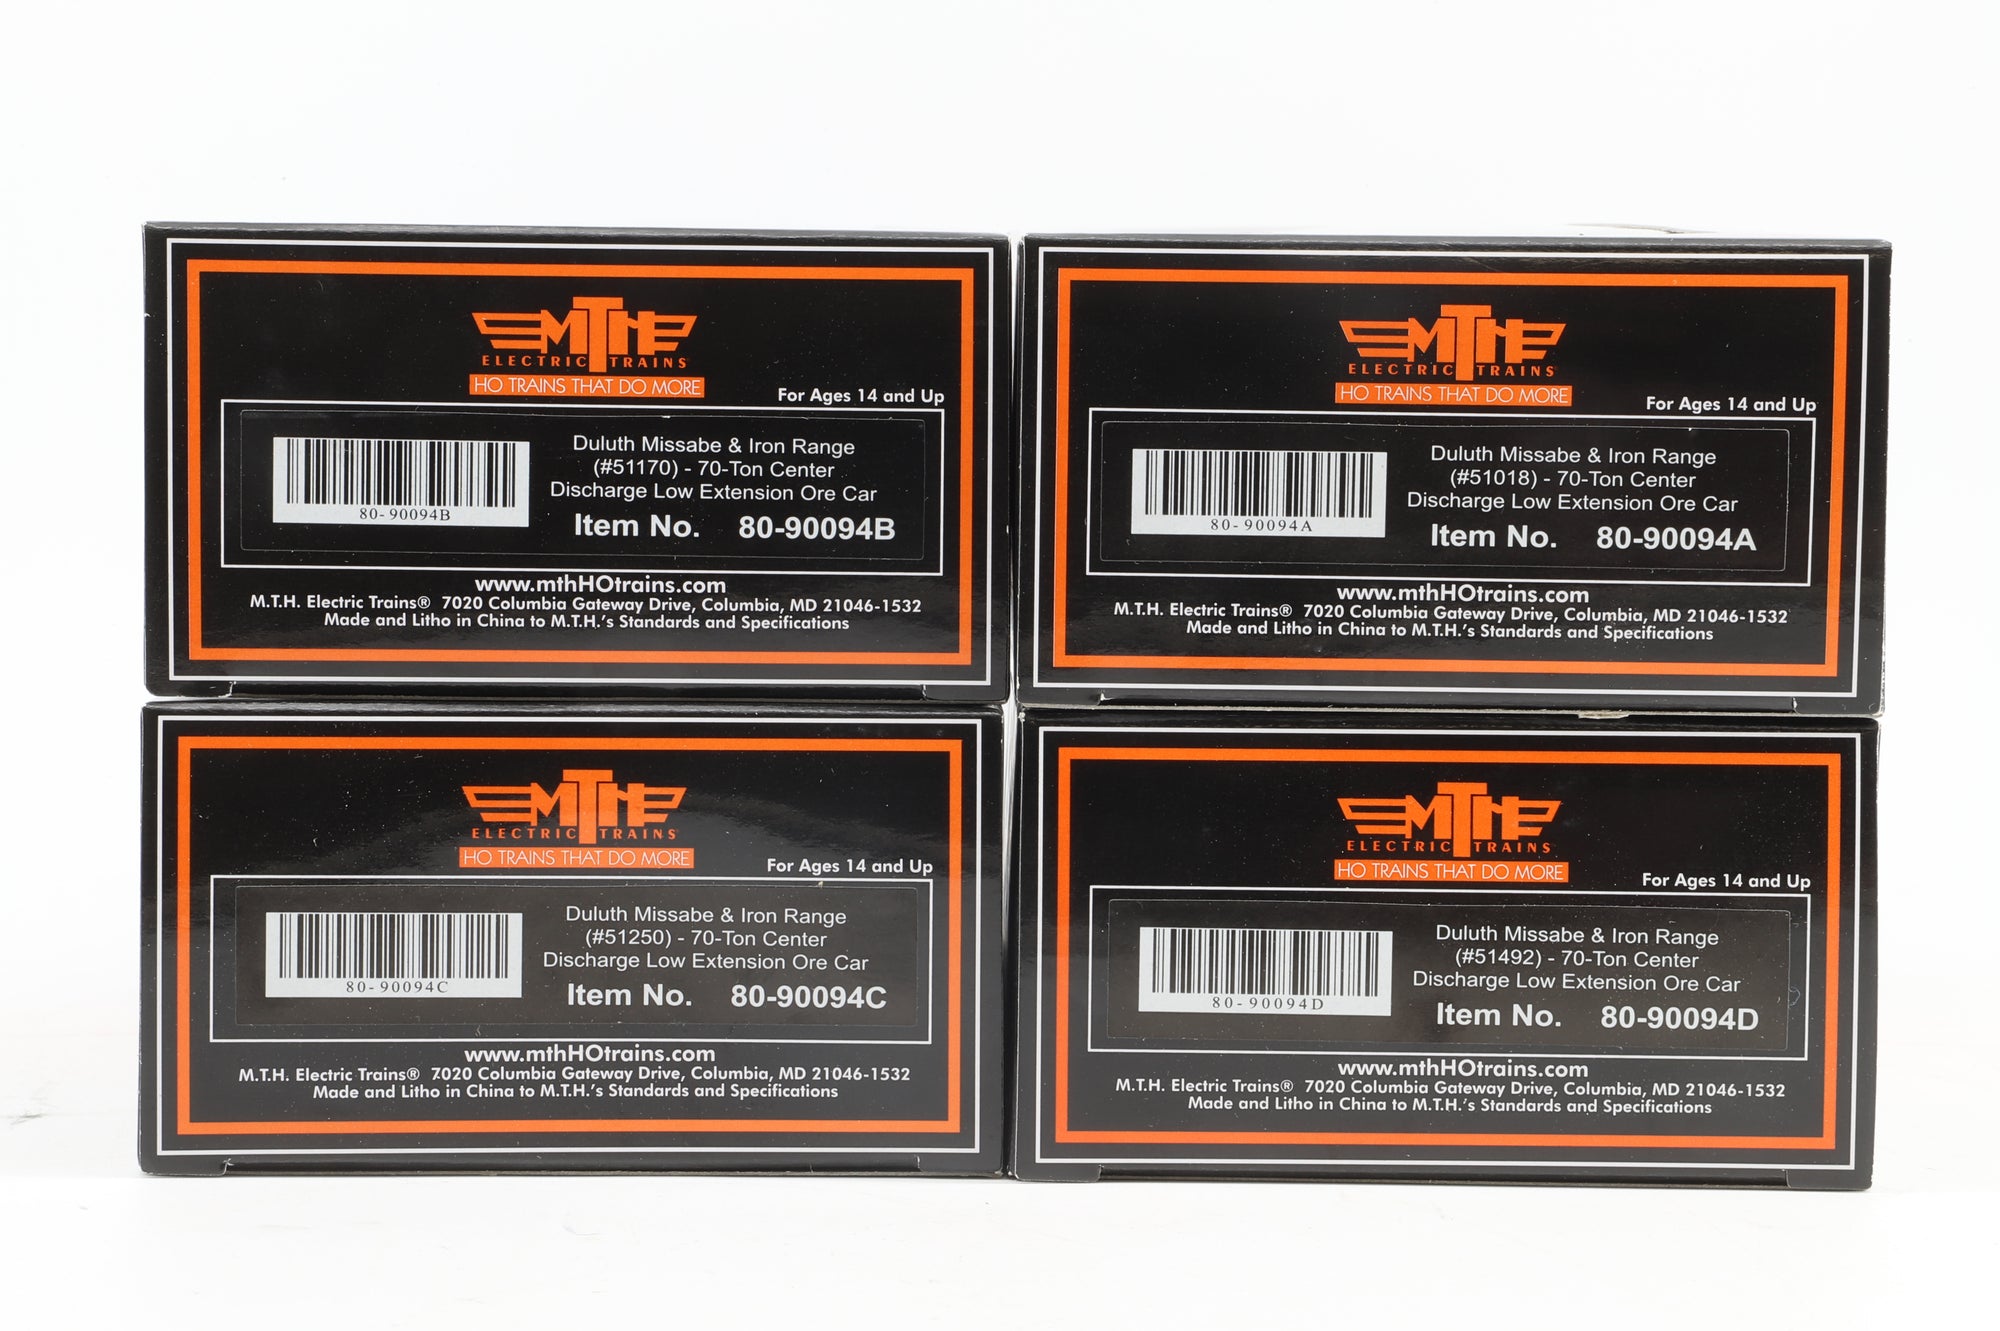 MTH
ELECTRIC TRAINS
HO TRAINS THAT DO MORE
For Ages 14 and Up
Duluth Missabe & Iron Range
(#51170) - 70-Ton Center
Discharge Low Extension Ore Car
80-90094B
Item No. 80-90094B
www.mthHOtrains.com
M.T.H. Electric Trains® 7020 Columbia Gateway Drive, Columbia, MD 21046-1532
Made and Litho in China to M.T.H.'s Standards and Specifications
MTH
ELECTRIC TRAINS
HO TRAINS THAT DO MORE
For Ages 14 and Up
Duluth Missabe & Iron Range
(#51018) - 70-Ton Center
Discharge Low Extension Ore Car
80-90094A
Item No. 80-90094A
www.mthHOtrains.com
M.T.H. Electric Trains® 7020 Columbia Gateway Drive, Columbia, MD 21046-1532
Made and Litho in China to M.T.H.'s Standards and Specifications
MTH
ELECTRIC TRAINS
HO TRAINS THAT DO MORE
For Ages 14 and Up
Duluth Missabe & Iron Range
(#51250) - 70-Ton Center
Discharge Low Extension Ore Car
80-90094C
Item No. 80-90094C
www.mthHOtrains.com
M.T.H. Electric Trains® 7020 Columbia Gateway Drive, Columbia, MD 21046-1532
Made and Litho in China to M.T.H.'s Standards and Specifications
MTH
ELECTRIC TRAINS
HO TRAINS THAT DO MORE
For Ages 14 and Up
Duluth Missabe & Iron Range
(#51492) - 70-Ton Center
Discharge Low Extension Ore Car
80-90094D
Item No. 80-90094D
www.mthHOtrains.com
M.T.H. Electric Trains® 7020 Columbia Gateway Drive, Columbia, MD 21046-1532
Made and Litho in China to M.T.H.'s Standards and Specifications